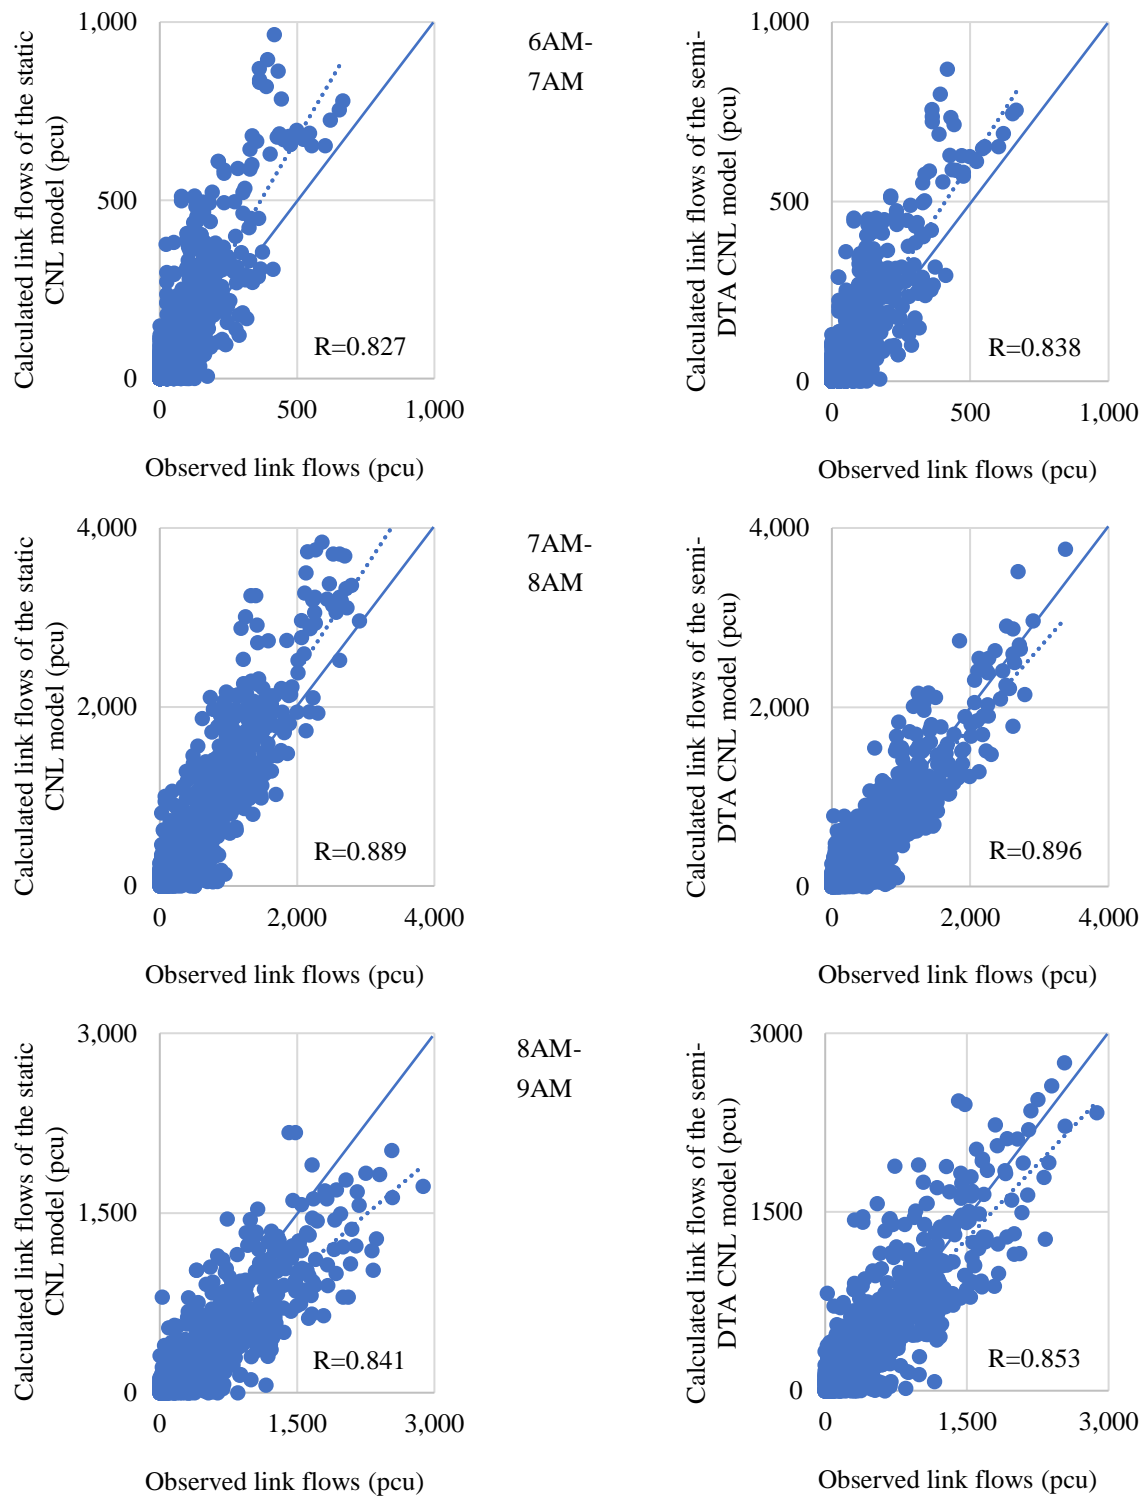 Calculated link flows of the static
CNL model (pcu)
1,000
500
0
R=0.827
0
500
1,000
Observed link flows (pcu)
6AM-
7AM
Calculated link flows of the semi-
DTA CNL model (pcu)
1,000
500
0
R=0.838
0
500
1,000
Observed link flows (pcu)
Calculated link flows of the static
CNL model (pcu)
4,000
2,000
0
R=0.889
0
2,000
4,000
Observed link flows (pcu)
7AM-
8AM
Calculated link flows of the semi-
DTA CNL model (pcu)
4,000
2,000
0
R=0.896
0
2,000
4,000
Observed link flows (pcu)
Calculated link flows of the static
CNL model (pcu)
3,000
1,500
0
R=0.841
0
1,500
3,000
Observed link flows (pcu)
8AM-
9AM
Calculated link flows of the semi-
DTA CNL model (pcu)
3000
1500
0
R=0.853
0
1,500
3,000
Observed link flows (pcu)